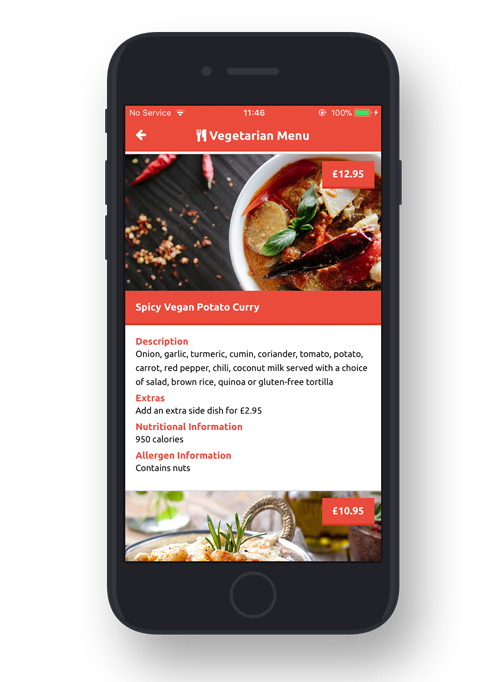 No Service 11:46 100%
Vegetarian Menu
£12.95
Spicy Vegan Potato Curry
Description
Onion, garlic, turmeric, cumin, coriander, tomato, potato,
carrot, red pepper, chili, coconut milk served with a choice
of salad, brown rice, quinoa or gluten-free tortilla
Extras
Add an extra side dish for £2.95
Nutritional Information
950 calories
Allergen Information
Contains nuts
£10.95